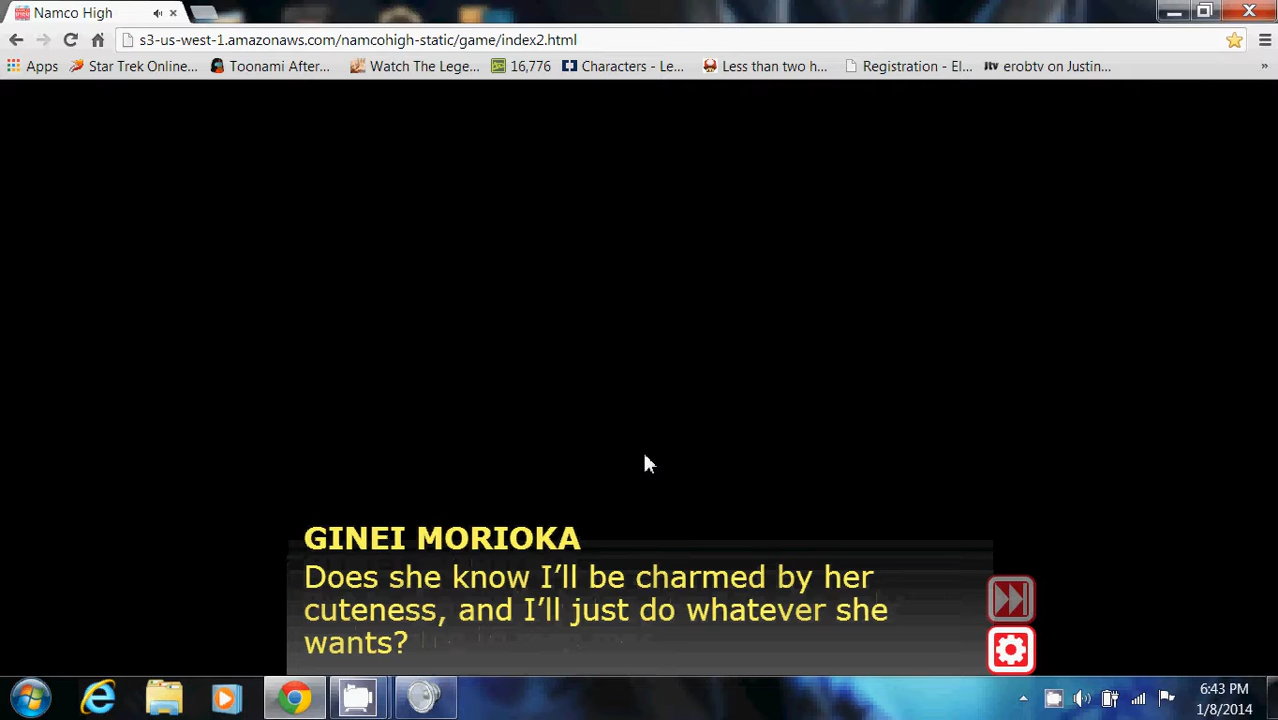 Namco High
s3-us-west-1.amazonaws.com/namcohigh-static/game/index2.html
Apps Star Trek Online... Toonami After... Watch The Lege... 16,776 Characters - Le... Less than two h... Registration - El... jtv erobtv on Justin... »
GINEI MORIOKA
Does she know I’ll be charmed by her
cuteness, and I’ll just do whatever she
wants?
6:43 PM
1/8/2014